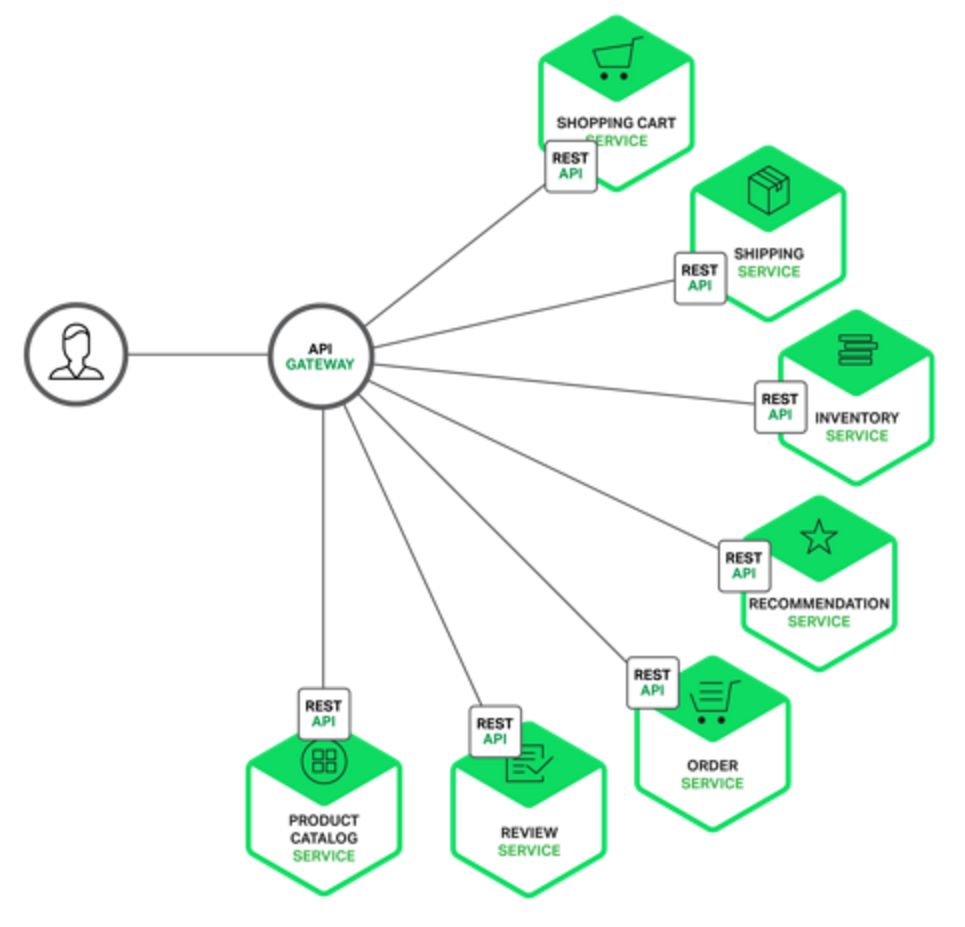 SHOPPING CART
SERVICE
REST
API
SHIPPING
SERVICE
REST
API
API
GATEWAY
REST
API
INVENTORY
SERVICE
REST
API
RECOMMENDATION
SERVICE
REST
API
ORDER
SERVICE
REST
API
REVIEW
SERVICE
REST
API
PRODUCT
CATALOG
SERVICE